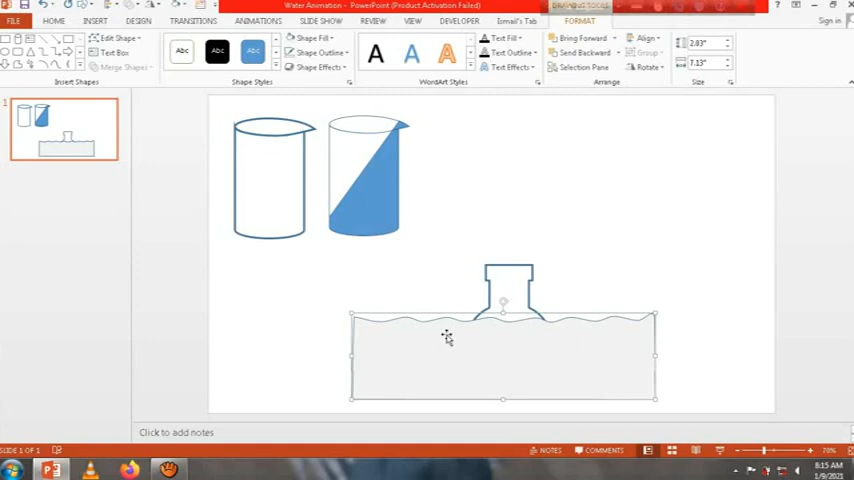 Water Animation - PowerPoint (Product Activation Failed)
DRAWING TOOLS
FILE HOME INSERT DESIGN TRANSITIONS ANIMATIONS SLIDE SHOW REVIEW VIEW DEVELOPER Ismail's Tab FORMAT Sign in
Edit Shape
Text Box
Merge Shapes
Insert Shapes
Abc Abc Abc
Shape Fill
Shape Outline
Shape Effects
Shape Styles
A A A
Text Fill
Text Outline
Text Effects
WordArt Styles
Bring Forward
Send Backward
Selection Pane
Align
Group
Rotate
Arrange
2.83"
7.13"
Size
1
Click to add notes
SLIDE 1 OF 1
NOTES COMMENTS 70%
8:15 AM
1/9/2021